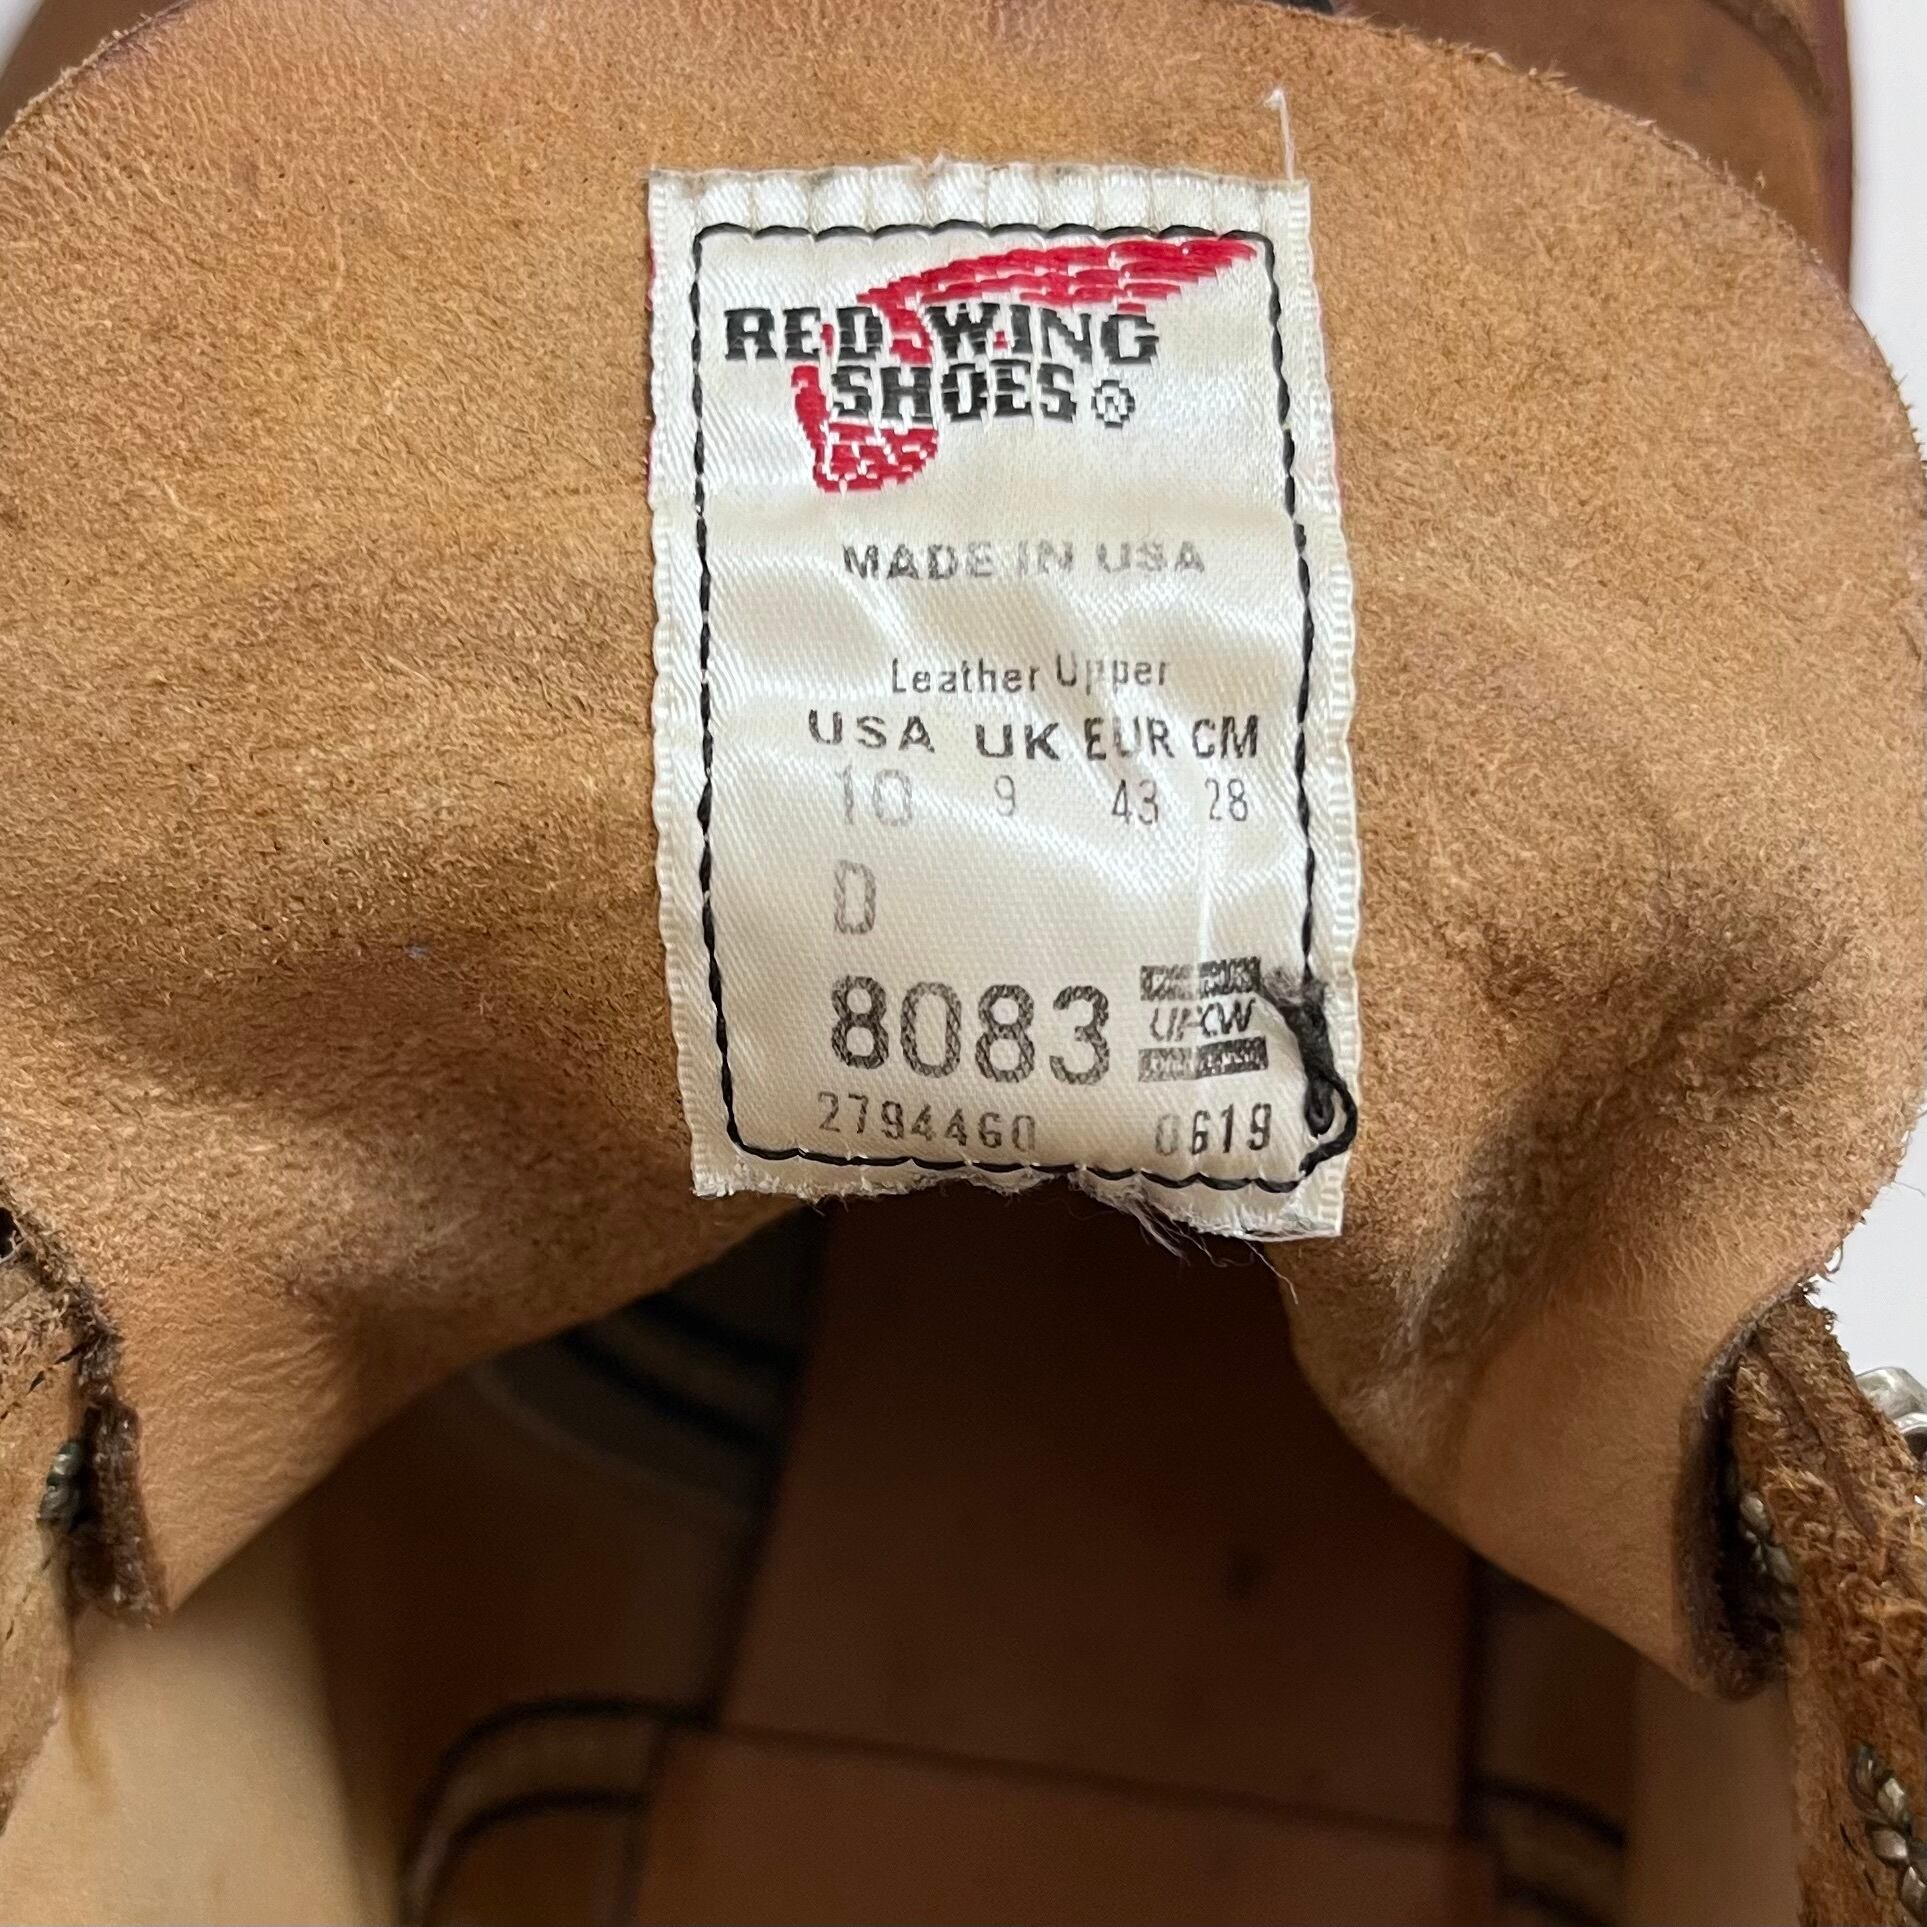 RED WING
SHOES®
MADE IN USA
Leather Upper
USA UK EUR CM
10 9 43 28
D
8083
UFCW
2794460 0619